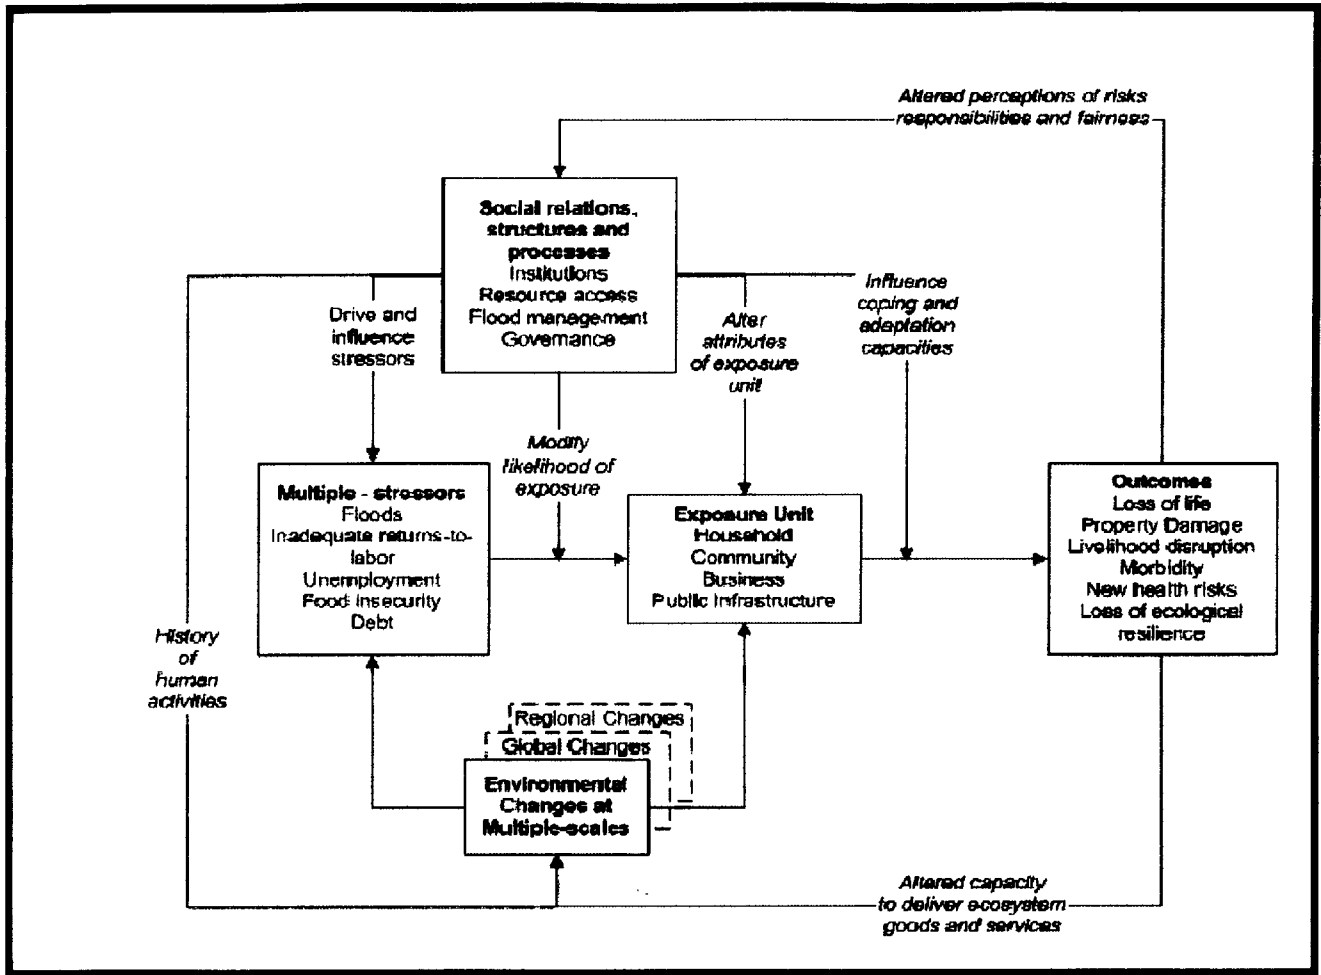 Altered perceptions of risks
responsibilities and fairness
Social relations,
structures and
processes
Institutions
Resource access
Flood management
Governance
Drive and
influence
stressors
Alter
attributes
of exposure
unit
Influence
coping and
adaptation
capacities
Modify
likelihood of
exposure
Multiple - stressors
Floods
Inadequate returns-to-
labor
Unemployment
Food insecurity
Debt
Exposure Unit
Household
Community
Business
Public Infrastructure
Outcomes
Loss of life
Property Damage
Livelihood disruption
Morbidity
New health risks
Loss of ecological
resilience
History
of
human
activities
Regional Changes
Global Changes
Environmental
Changes at
Multiple-scales
Altered capacity
to deliver ecosystem
goods and services